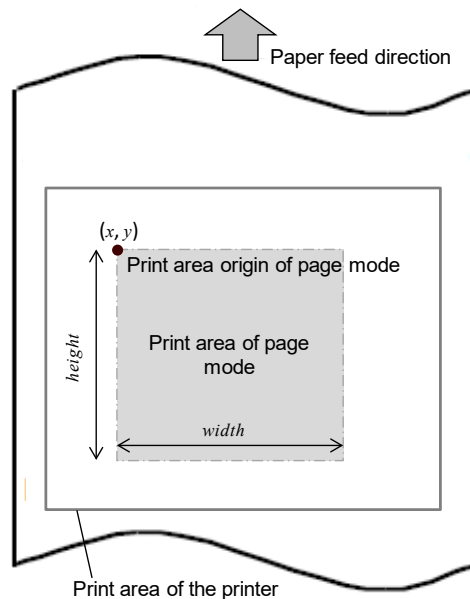 Paper feed direction
(x, y)
Print area origin of page mode
height
Print area of page
mode
width
Print area of the printer